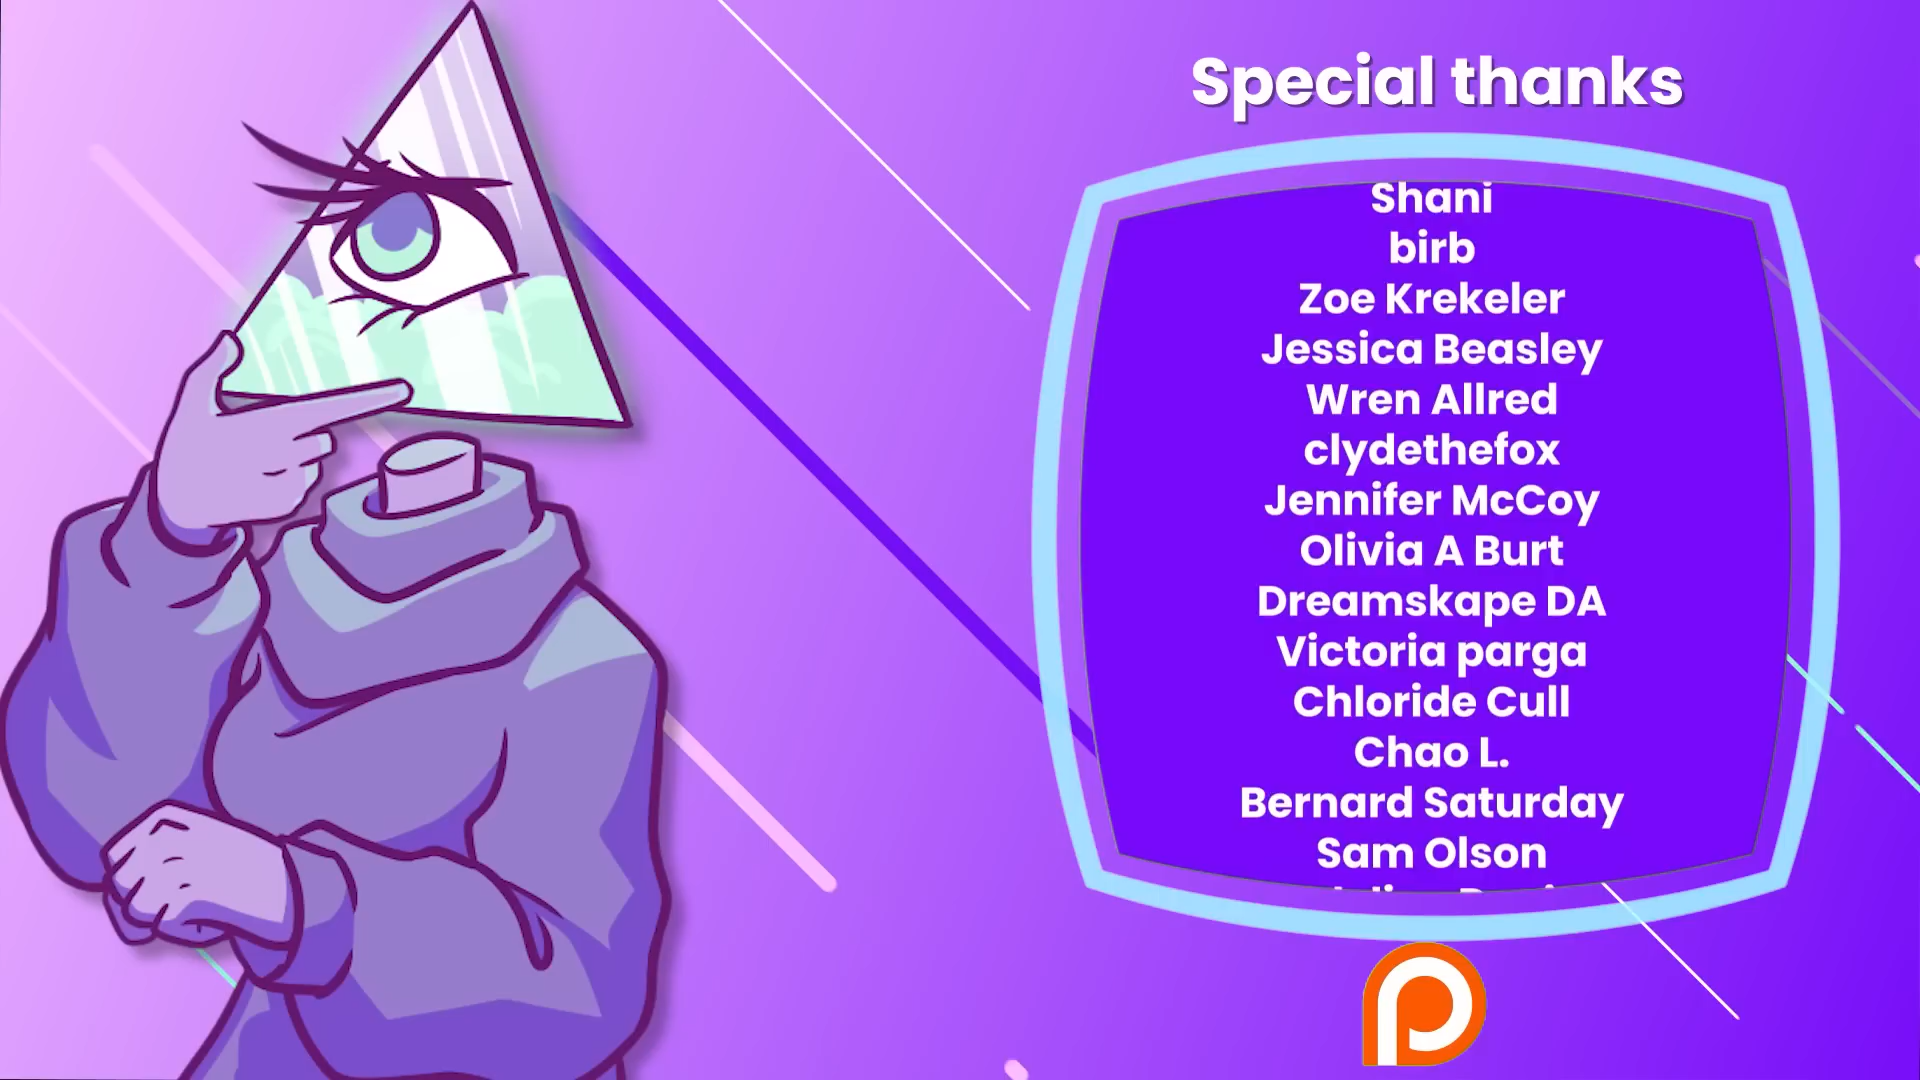 Special thanks
Shani
birb
Zoe Krekeler
Jessica Beasley
Wren Allred
clydethefox
Jennifer McCoy
Olivia A Burt
Dreamskape DA
Victoria parga
Chloride Cull
Chao L.
Bernard Saturday
Sam Olson